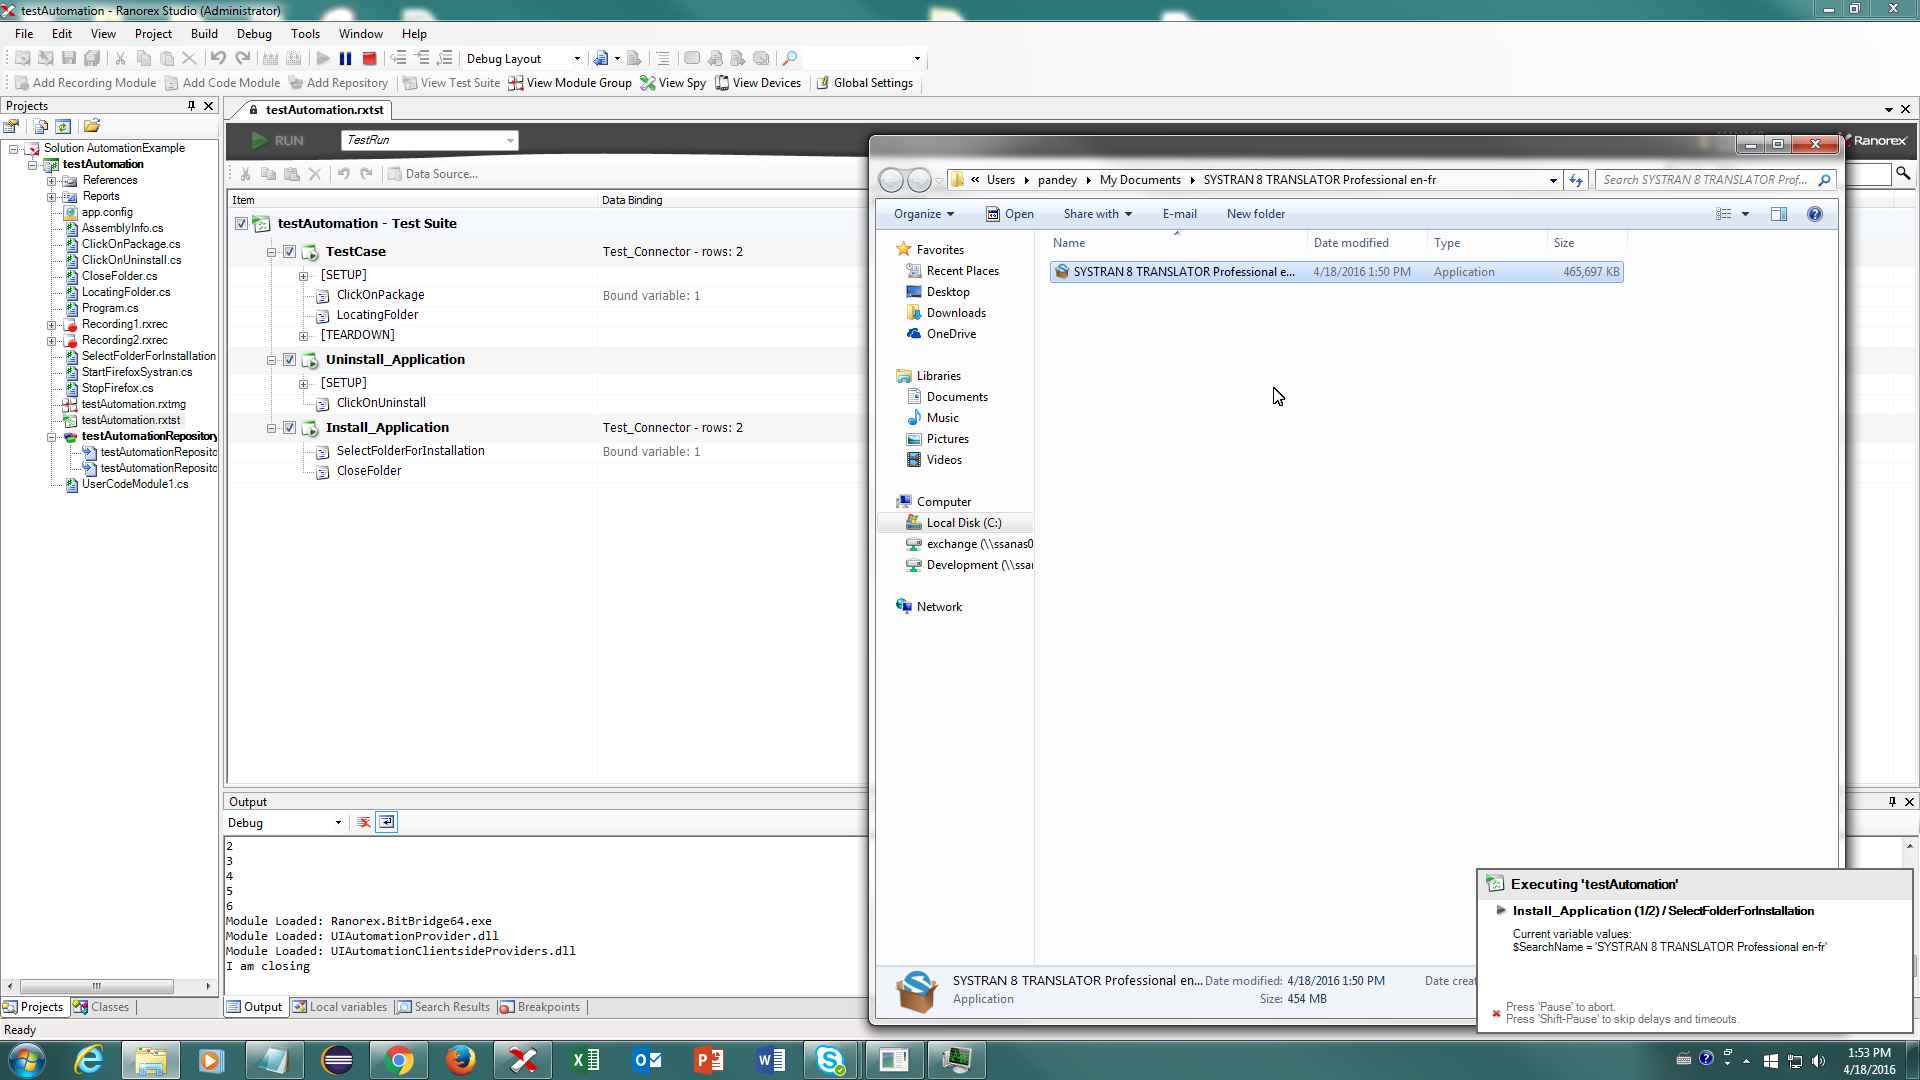 testAutomation - Ranorex Studio (Administrator)
File Edit View Project Build Debug Tools Window Help
Debug Layout
Add Recording Module Add Code Module Add Repository View Test Suite View Module Group View Spy View Devices Global Settings
Projects
testAutomation.rxtst
Solution AutomationExample
testAutomation
References
Reports
app.config
AssemblyInfo.cs
ClickOnPackage.cs
ClickOnUninstall.cs
CloseFolder.cs
LocatingFolder.cs
Program.cs
Recording1.rxrec
Recording2.rxrec
SelectFolderForInstallation
StartFirefoxSystran.cs
StopFirefox.cs
testAutomation.rxtmg
testAutomation.rxtst
testAutomationRepository
testAutomationReposito
testAutomationReposito
UserCodeModule1.cs
Projects Classes
RUN TestRun
Ranorex
Data Source...
Item Data Binding
testAutomation - Test Suite
TestCase Test_Connector - rows: 2
[SETUP]
ClickOnPackage Bound variable: 1
LocatingFolder
[TEARDOWN]
Uninstall_Application
[SETUP]
ClickOnUninstall
Install_Application Test_Connector - rows: 2
SelectFolderForInstallation Bound variable: 1
CloseFolder
Output
Debug
2
3
4
5
6
Module Loaded: Ranorex.BitBridge64.exe
Module Loaded: UIAutomationProvider.dll
Module Loaded: UIAutomationClientsideProviders.dll
I am closing
Output Local variables Search Results Breakpoints
Ready
« Users My Documents pandey SYSTRAN 8 TRANSLATOR Professional en-fr
Search SYSTRAN 8 TRANSLATOR Prof...
Organize Open Share with E-mail New folder
Name Date modified Type Size
SYSTRAN 8 TRANSLATOR Professional e... 4/18/2016 1:50 PM Application 465,697 KB
Favorites
Recent Places
Desktop
Downloads
OneDrive
Libraries
Documents
Music
Pictures
Videos
Computer
Local Disk (C:)
exchange (\\ssanas0
Development (\\ssa
Network
SYSTRAN 8 TRANSLATOR Professional en... Date modified: 4/18/2016 1:50 PM Date creat
Application Size: 454 MB
Executing 'testAutomation'
Install_Application (1/2) / SelectFolderForInstallation
Current variable values:
$SearchName = 'SYSTRAN 8 TRANSLATOR Professional en-fr'
Press 'Pause' to abort.
Press 'Shift-Pause' to skip delays and timeouts.
1:53 PM
4/18/2016